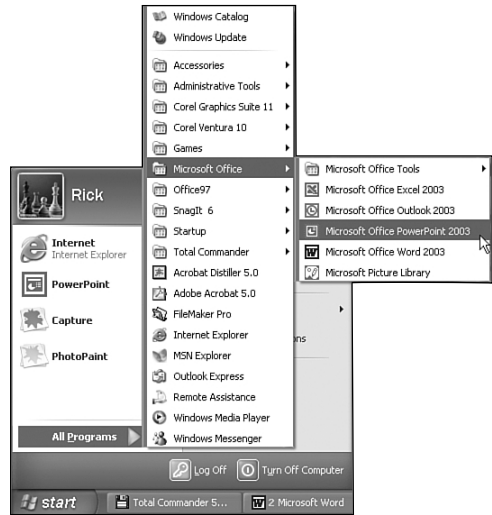 Windows Catalog
Windows Update
Accessories
Administrative Tools
Corel Graphics Suite 11
Corel Ventura 10
Games
Microsoft Office
Office97
SnagIt 6
Startup
Total Commander
Acrobat Distiller 5.0
Adobe Acrobat 5.0
FileMaker Pro
Internet Explorer
MSN Explorer
Outlook Express
Remote Assistance
Windows Media Player
Windows Messenger
Microsoft Office Tools
Microsoft Office Excel 2003
Microsoft Office Outlook 2003
Microsoft Office PowerPoint 2003
Microsoft Office Word 2003
Microsoft Picture Library
Rick
Internet
Internet Explorer
PowerPoint
Capture
PhotoPaint
ns
All Programs
Log Off
Turn Off Computer
start
Total Commander 5...
2 Microsoft Word